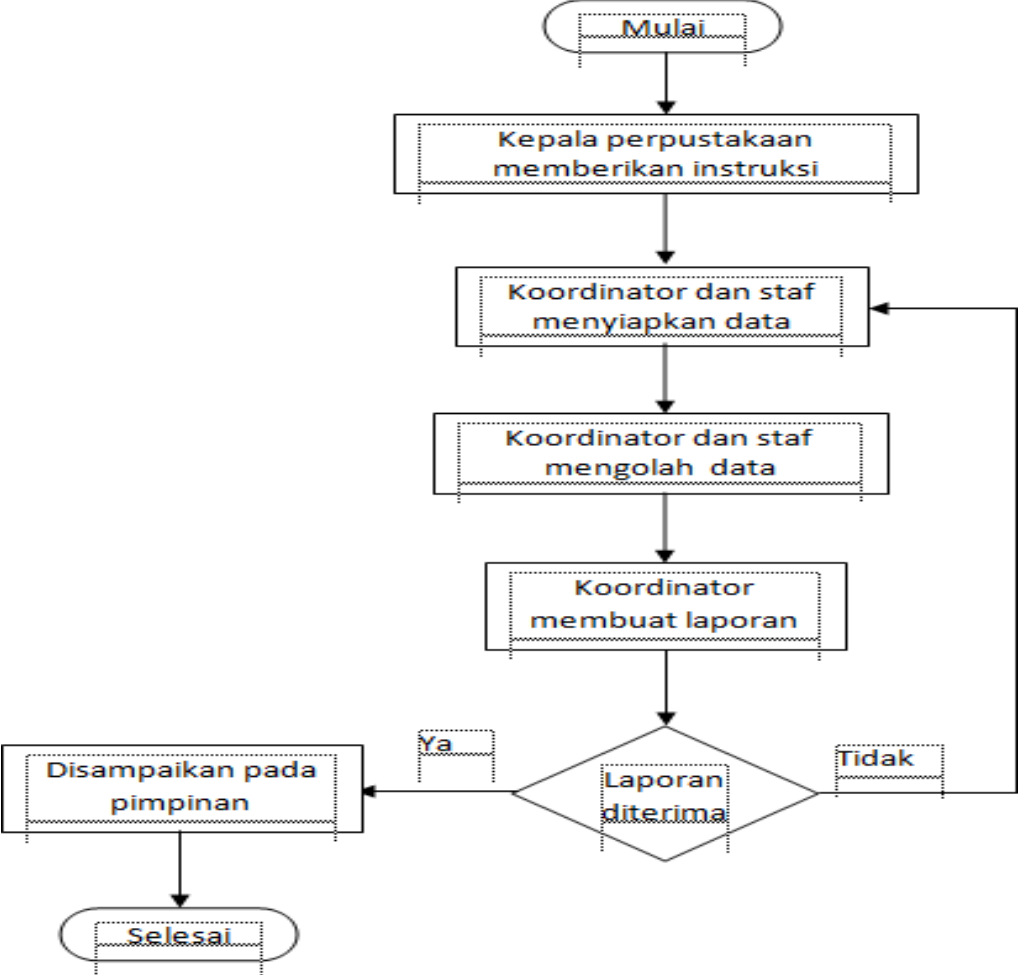 Mulai
Kepala perpustakaan
memberikan instruksi
Koordinator dan staf
menyiapkan data
Koordinator dan staf
mengolah data
Koordinator
membuat laporan
Laporan
diterima
Ya
Tidak
Disampaikan pada
pimpinan
Selesai